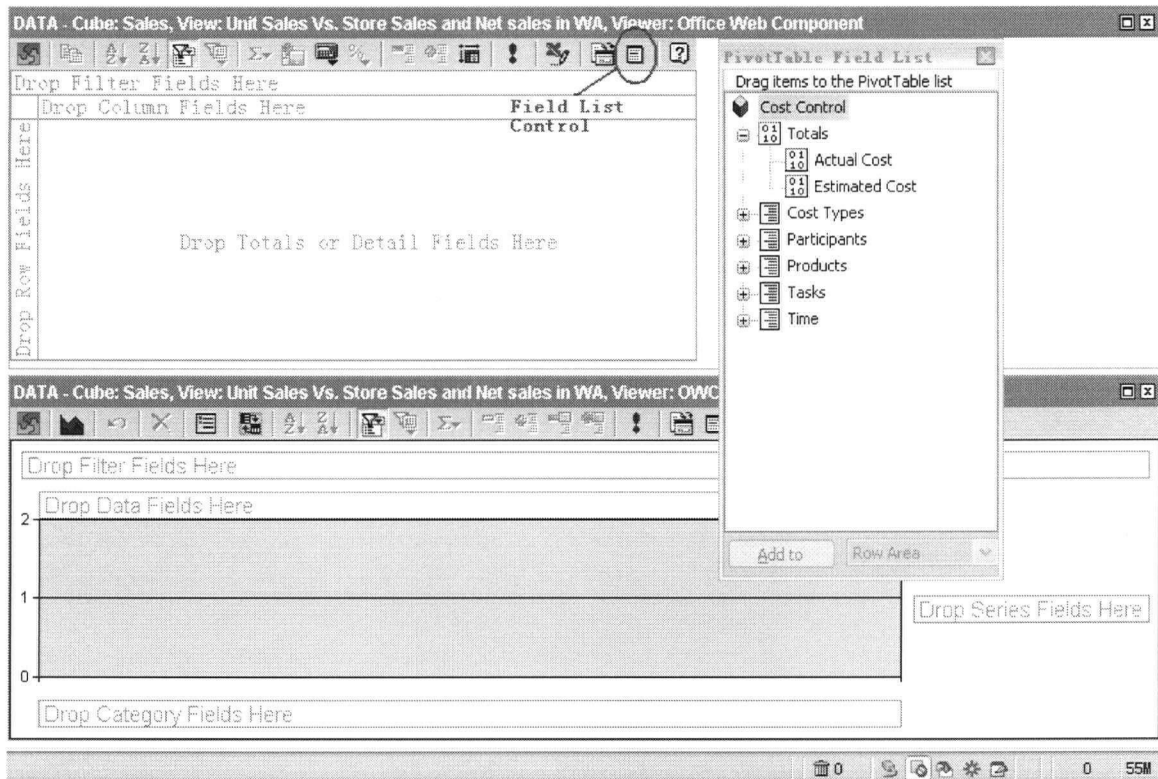 DATA - Cube: Sales, View: Unit Sales Vs. Store Sales and Net sales in WA, Viewer: Office Web Component
Drop Filter Fields Here
Drop Column Fields Here
Field List
Control
Drop Row Fields Here
Drop Totals or Detail Fields Here
PivotTable Field List
Drag items to the PivotTable list
Cost Control
Totals
Actual Cost
Estimated Cost
Cost Types
Participants
Products
Tasks
Time
Add to
Row Area
DATA - Cube: Sales, View: Unit Sales Vs. Store Sales and Net sales in WA, Viewer: OWC
Drop Filter Fields Here
Drop Data Fields Here
2
1
0
Drop Series Fields Here
Drop Category Fields Here
0
0 55M